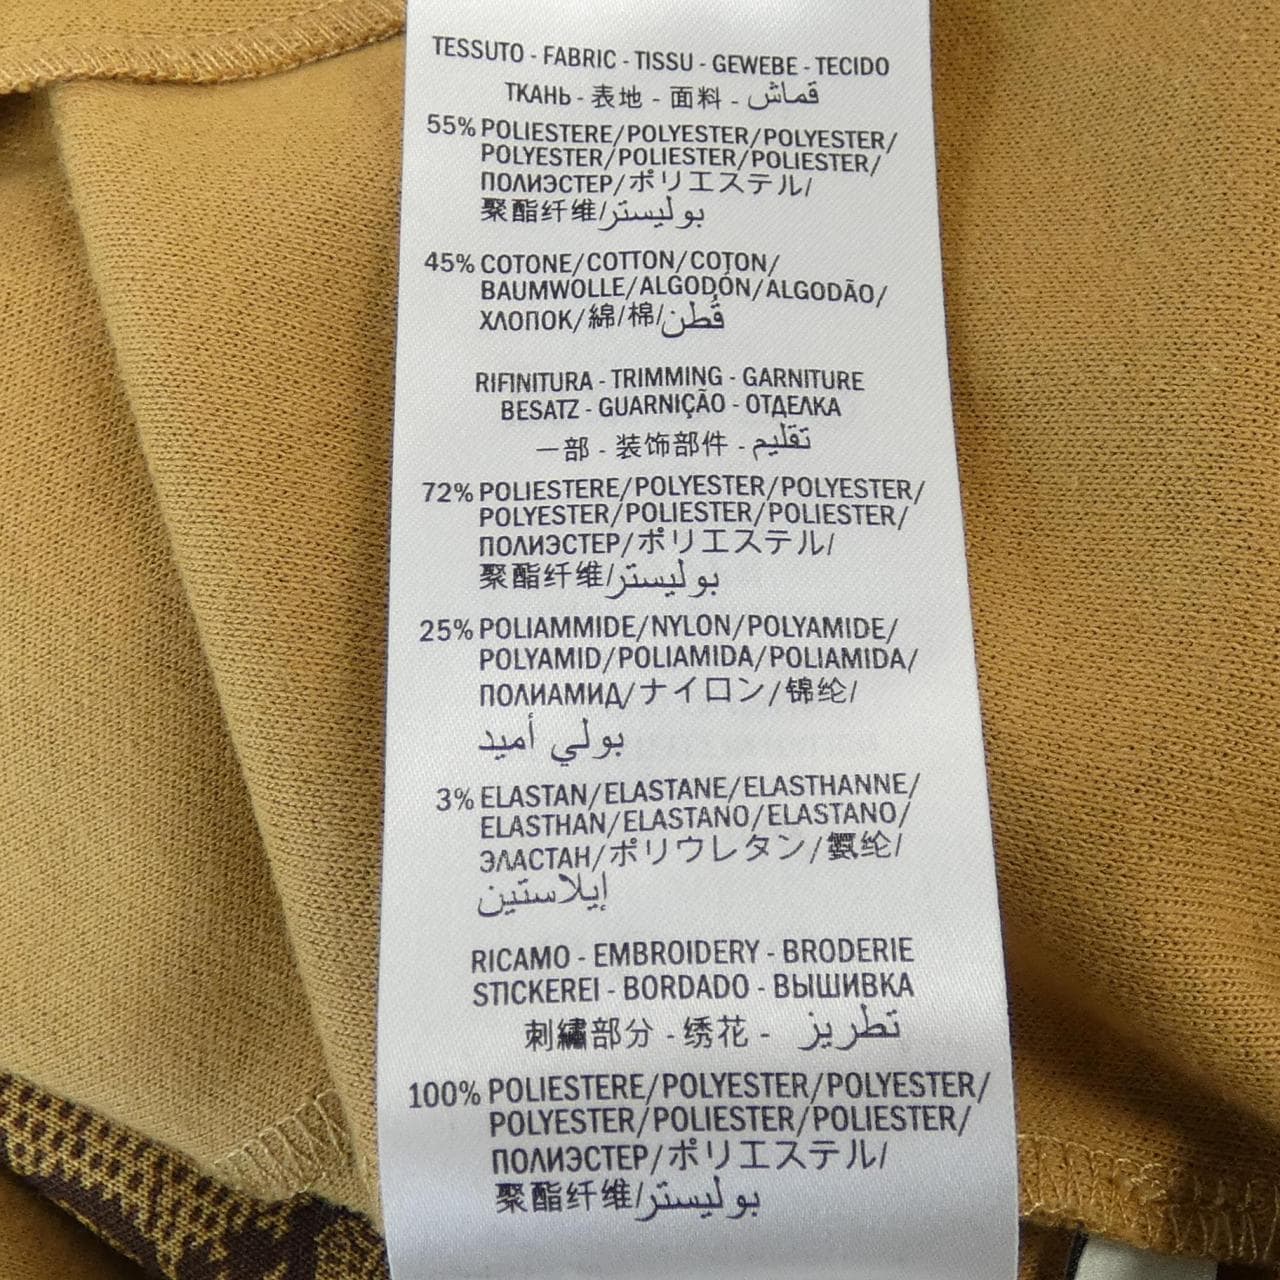 TESSUTO - FABRIC - TISSU - GEWEBE - TECIDO
ТКАНЬ - 表地 - 面料 - قماش
55% POLIESTERE/POLYESTER/POLYESTER/
POLYESTER/POLIESTER/POLIESTER/
ПОЛИЭСТЕР/ポリエステル/
聚酯纤维/بوليستر
45% COTONE/COTTON/COTON/
BAUMWOLLE/ALGODÓN/ALGODÃO/
ХЛОПОК/綿/棉/قطن
RIFINITURA - TRIMMING - GARNITURE
BESATZ - GUARNIÇÃO - ОТДЕЛКА
一部 - 装饰部件 - تقليم
72% POLIESTERE/POLYESTER/POLYESTER/
POLYESTER/POLIESTER/POLIESTER/
ПОЛИЭСТЕР/ポリエステル/
聚酯纤维/بوليستر
25% POLIAMMIDE/NYLON/POLYAMIDE/
POLYAMID/POLIAMIDA/POLIAMIDA/
ПОЛИАМИД/ナイロン/锦纶/
بولي أميد
3% ELASTAN/ELASTANE/ELASTHANNE/
ELASTHAN/ELASTANO/ELASTANO/
ЭЛАСТАН/ポリウレタン/氨纶/
إيلاستين
RICAMO - EMBROIDERY - BRODERIE
STICKEREI - BORDADO - ВЫШИВКА
刺繍部分 - 绣花 - تطريز
100% POLIESTERE/POLYESTER/POLYESTER/
POLYESTER/POLIESTER/POLIESTER/
ПОЛИЭСТЕР/ポリエステル/
聚酯纤维/بوليستر